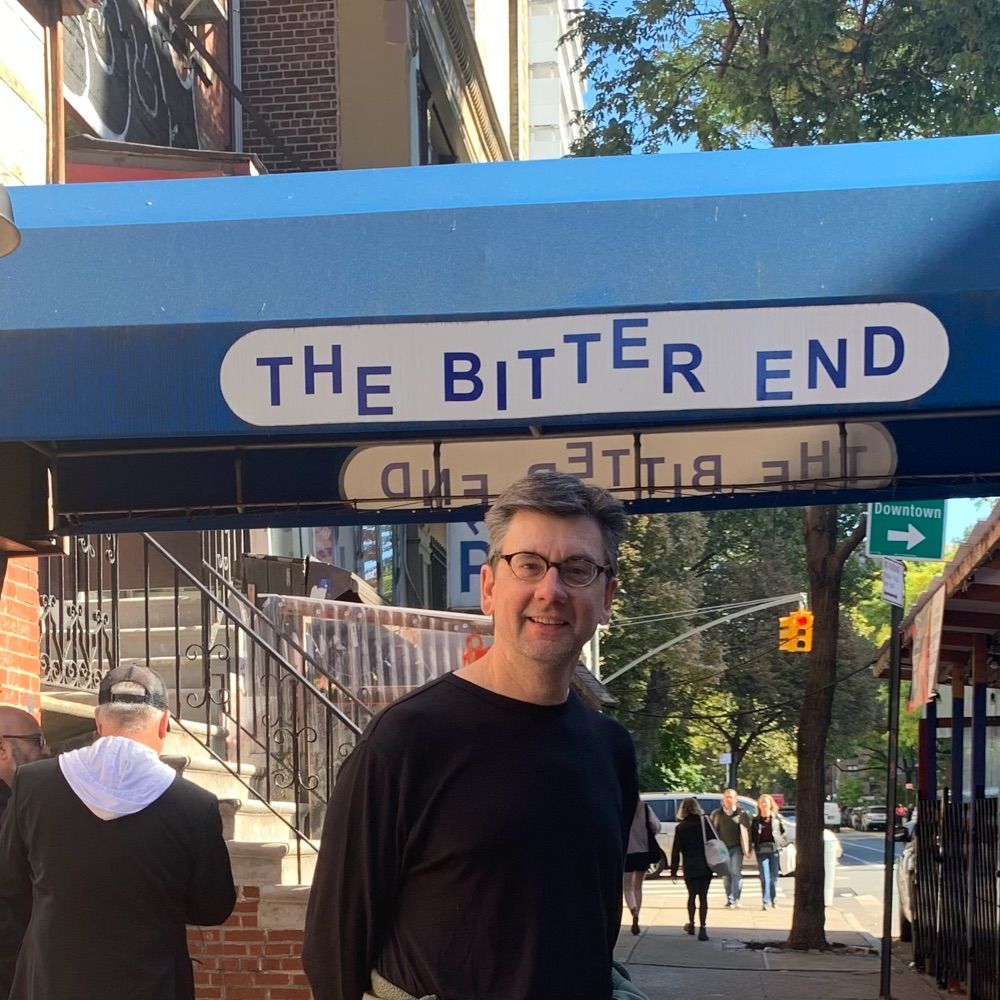 THE BITTER END
THE BITTER END
Downtown
P